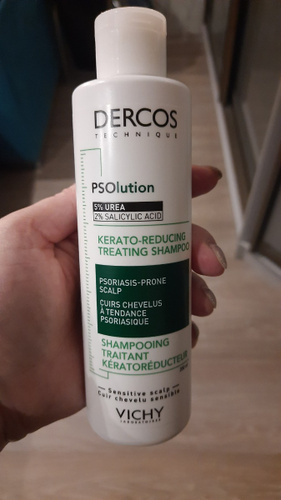 DERCOS
TECHNIQUE
PSOlution
5% UREA
2% SALICYLIC ACID
KERATO-REDUCING
TREATING SHAMPOO
PSORIASIS-PRONE
SCALP
CUIRS CHEVELUS
À TENDANCE
PSORIASIQUE
SHAMPOOING
TRAITANT
KÉRATORÉDUCTEUR
Sensitive scalp
Cuir chevelu sensible
VICHY
LABORATOIRES